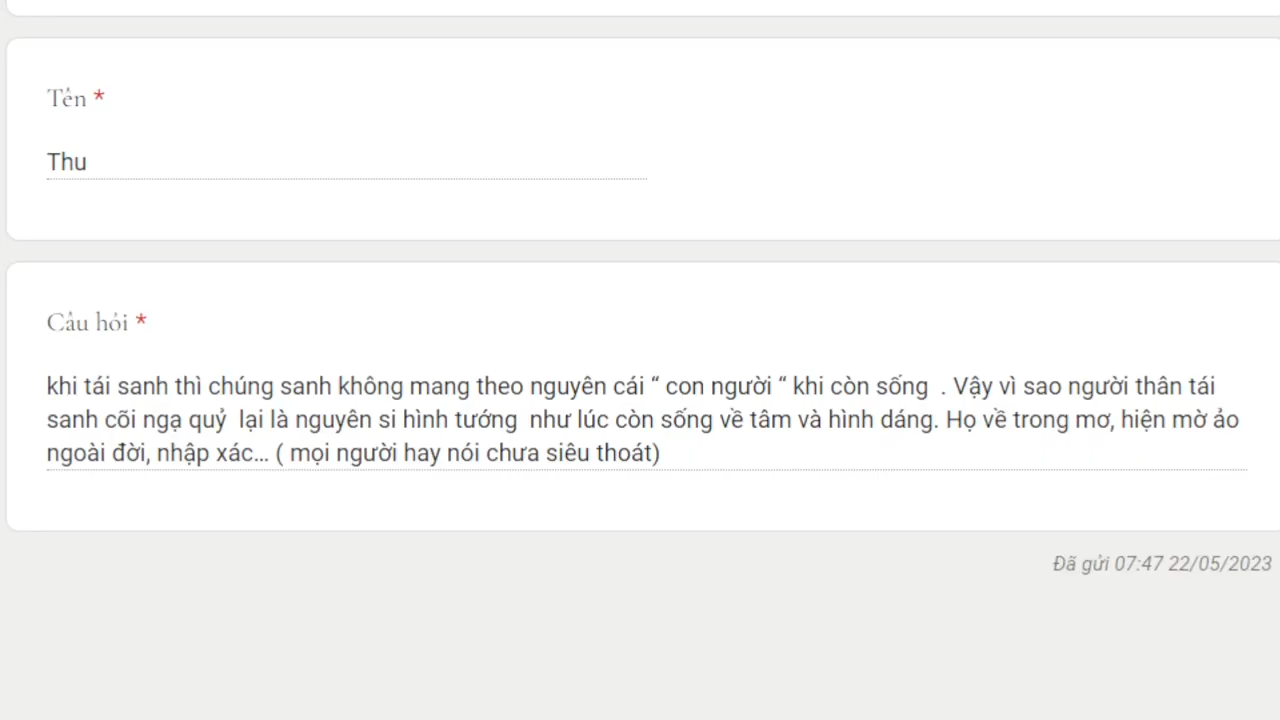 Tên *
Thu
Câu hỏi *
khi tái sanh thì chúng sanh không mang theo nguyên cái “ con người “ khi còn sống  . Vậy vì sao người thân tái
sanh cõi ngạ quỷ  lại là nguyên si hình tướng  như lúc còn sống về tâm và hình dáng. Họ về trong mơ, hiện mờ ảo
ngoài đời, nhập xác... ( mọi người hay nói chưa siêu thoát)
Đã gửi 07:47 22/05/2023